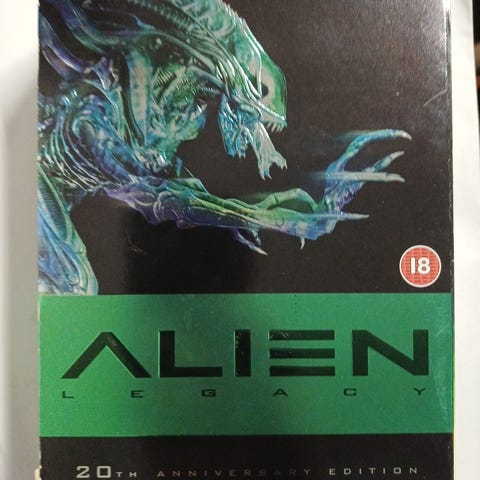 18
ALIEN
LEGACY
20TH ANNIVERSARY EDITION